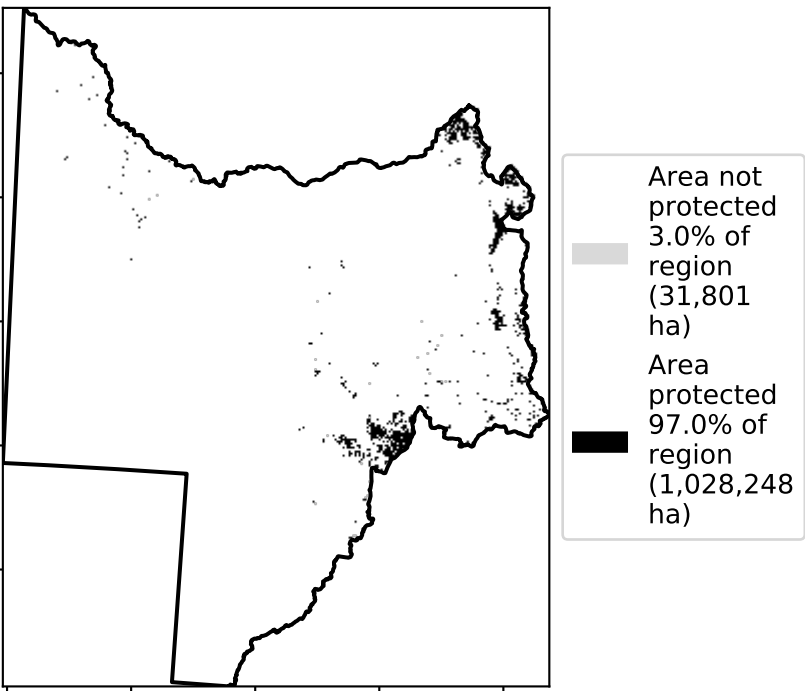 Area not
protected
3.0% of
region
(31,801
ha)
Area
protected
97.0% of
region
(1,028,248
ha)